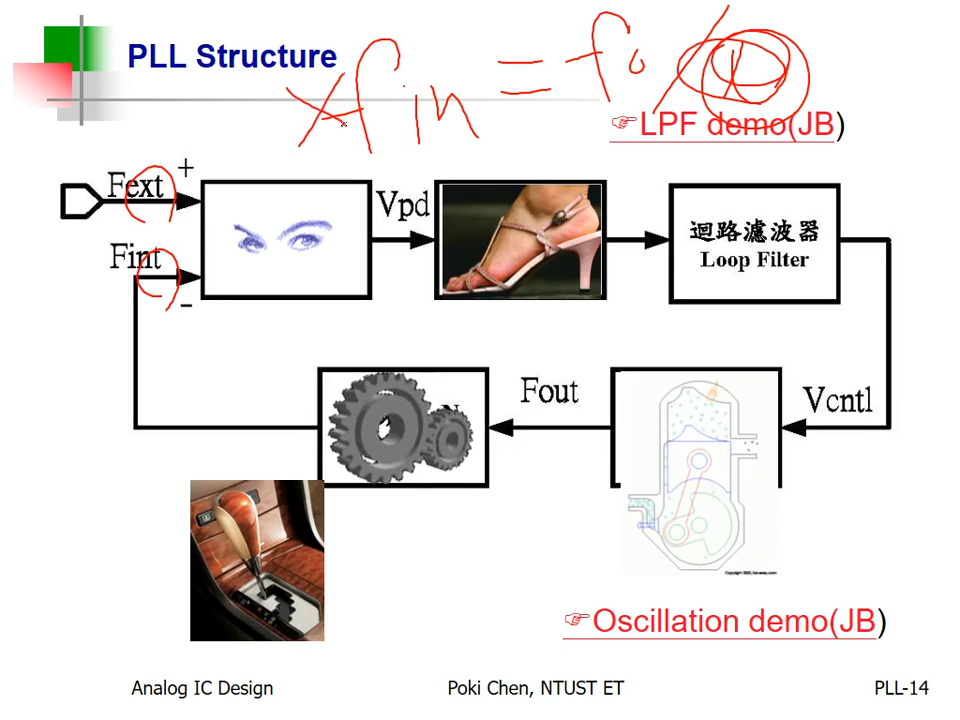 PLL Structure
fin = fo/
☞LPF demo(JB)
Fext +
Vpd
迴路濾波器
Loop Filter
Fint
-
Fout
Vcntl
N
☞Oscillation demo(JB)
Analog IC Design
Poki Chen, NTUST ET
PLL-14